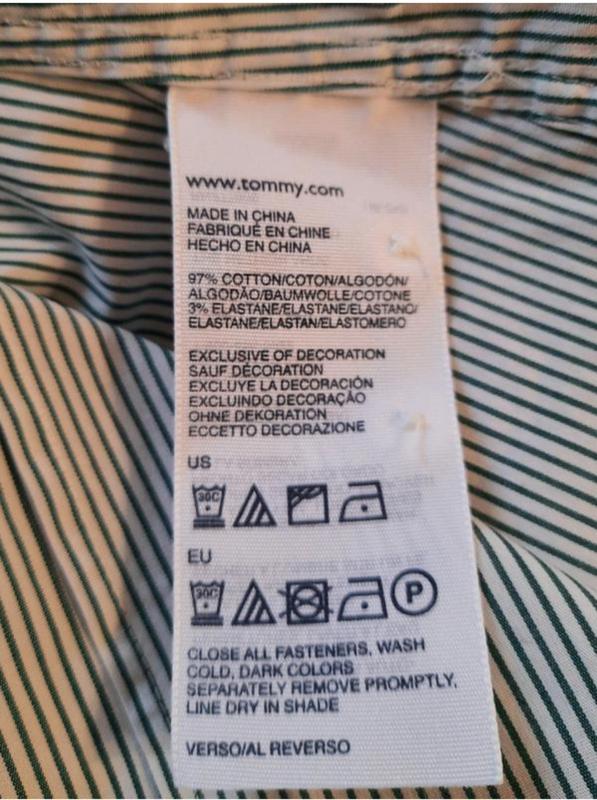 www.tommy.com
MADE IN CHINA
FABRIQUÉ EN CHINE
HECHO EN CHINA
97% COTTON/COTON/ALGODÓN/
ALGODÃO/BAUMWOLLE/COTONE
3% ELASTANE/ELASTANE/ELASTANO/
ELASTANE/ELASTAN/ELASTOMERO
EXCLUSIVE OF DECORATION
SAUF DÉCORATION
EXCLUYE LA DECORACIÓN
EXCLUINDO DECORAÇÃO
OHNE DEKORATION
ECCETTO DECORAZIONE
US
30C
EU
30C P
CLOSE ALL FASTENERS, WASH
COLD, DARK COLORS
SEPARATELY REMOVE PROMPTLY,
LINE DRY IN SHADE
VERSO/AL REVERSO